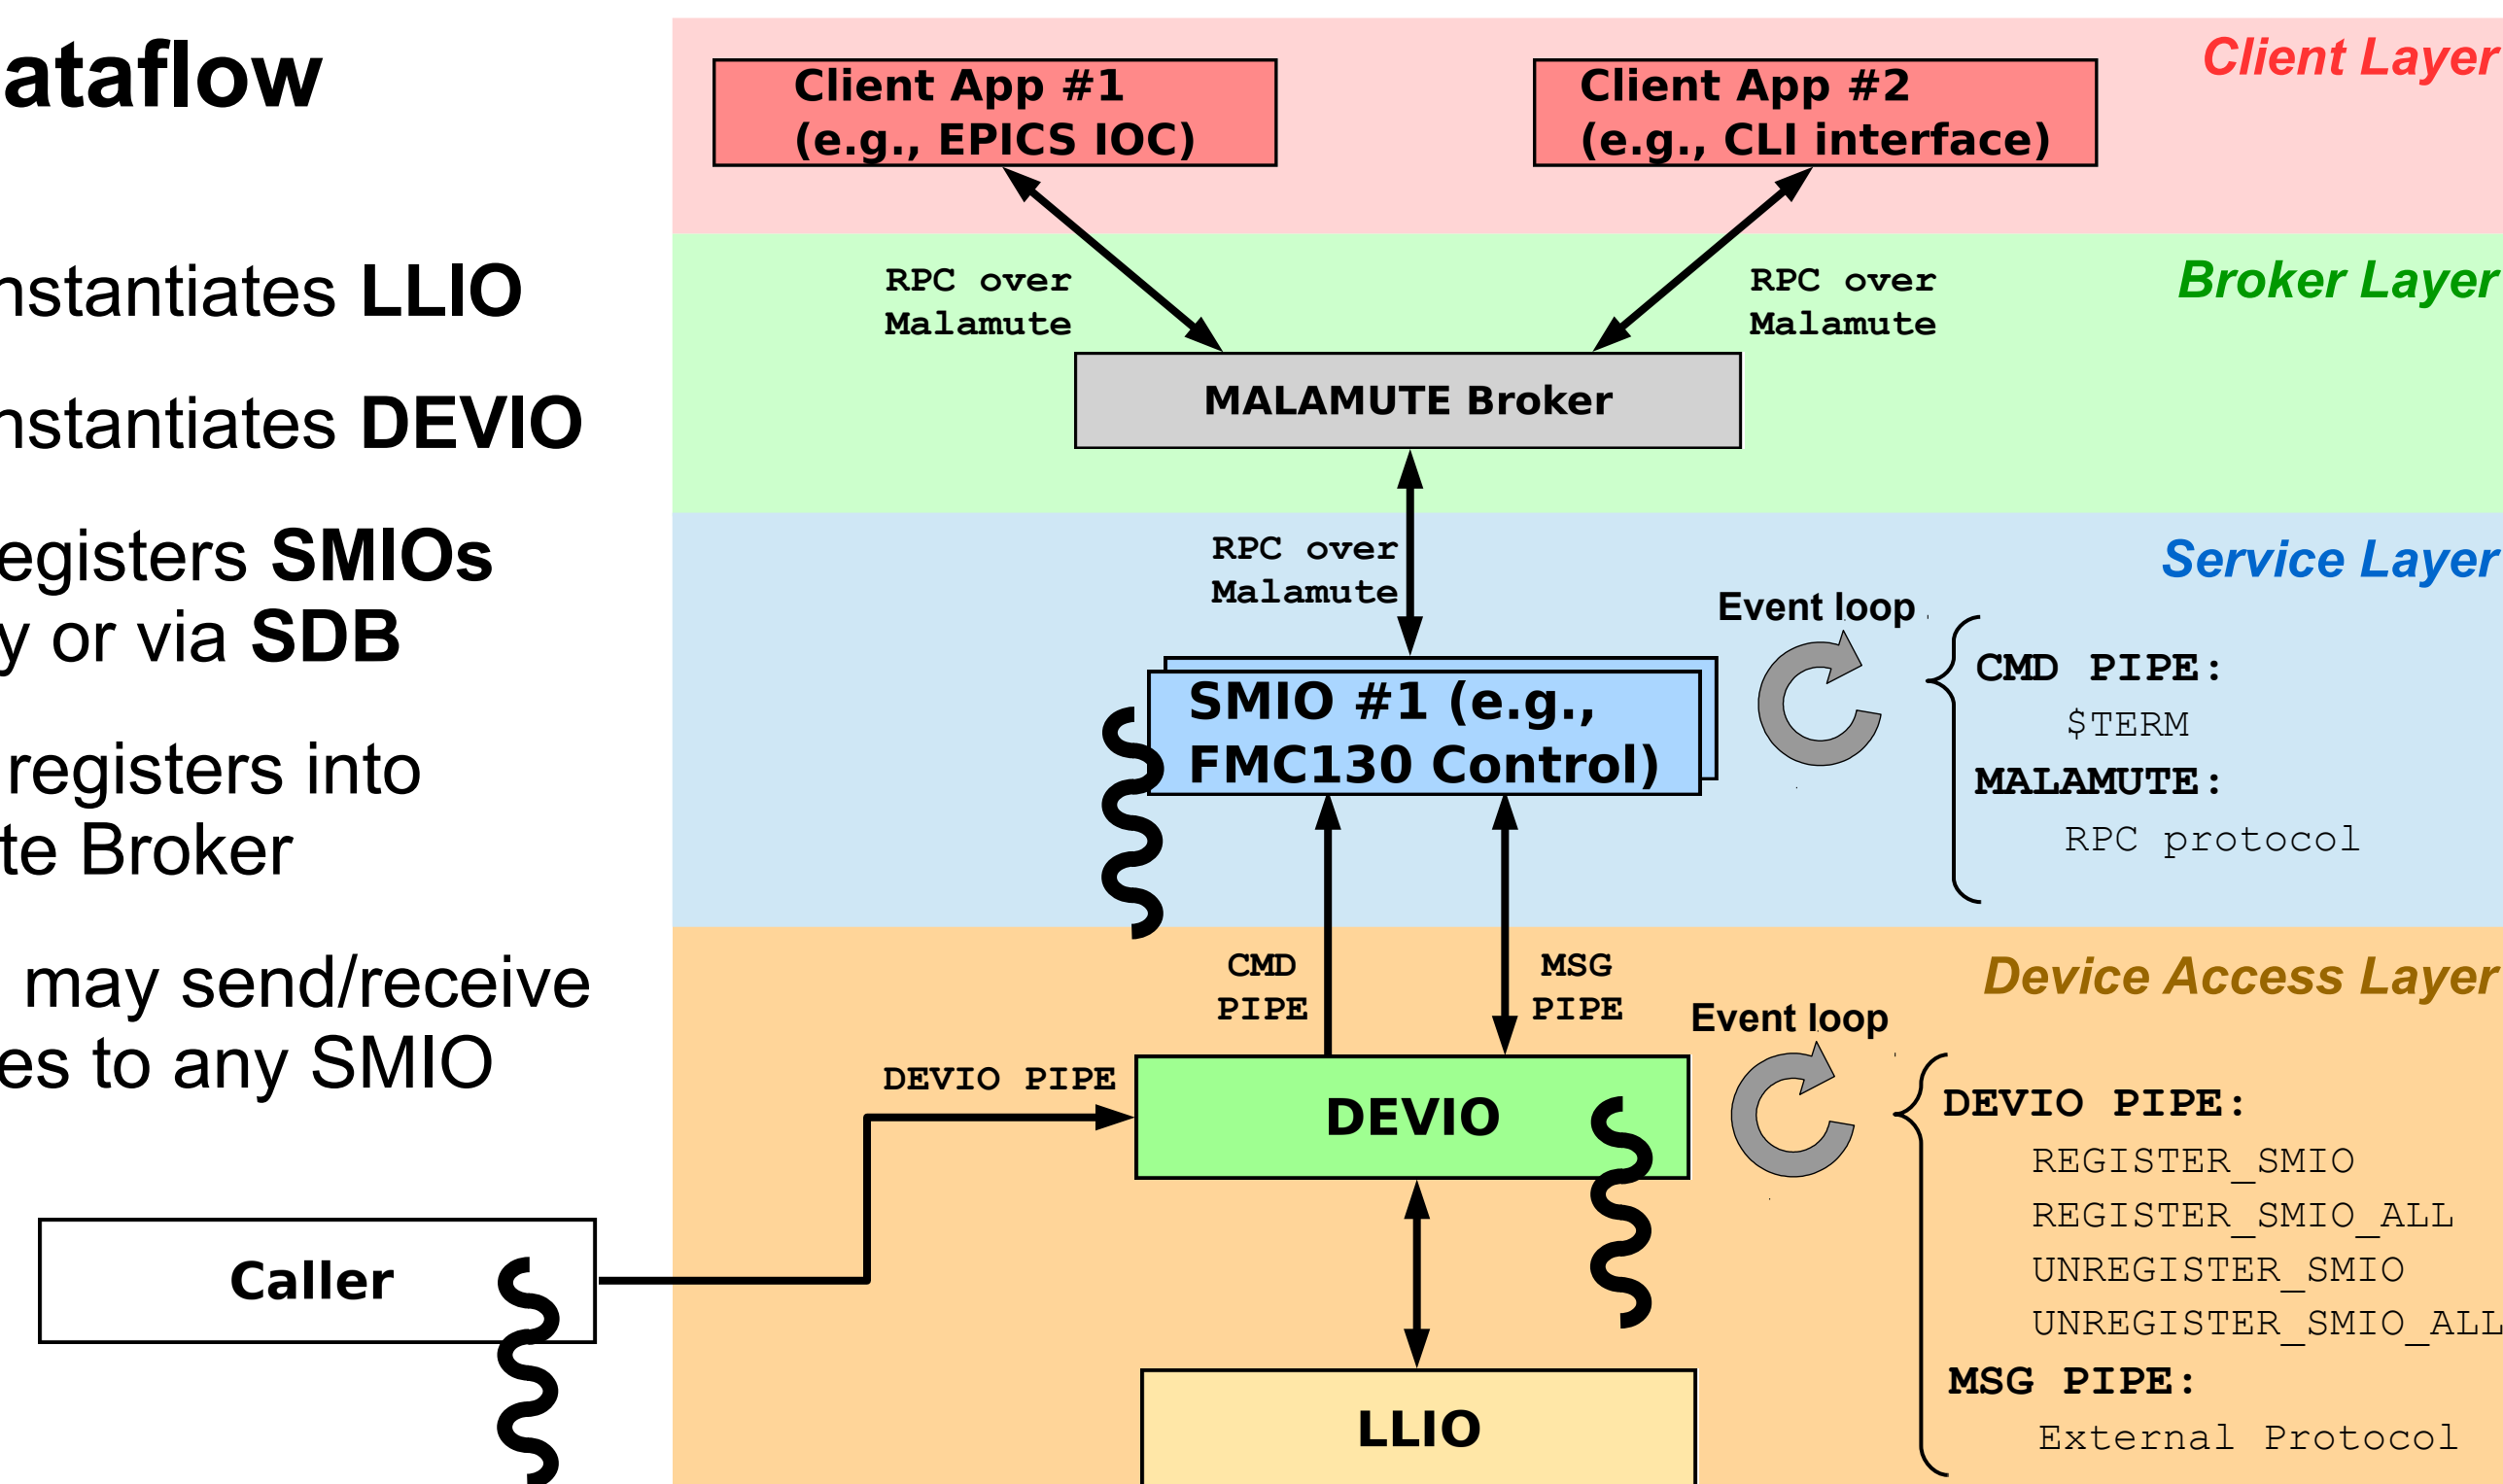 ataflow
nstantiates LLIO
nstantiates DEVIO
egisters SMIOs
y or via SDB
registers into
te Broker
may send/receive
es to any SMIO
Caller
Client Layer
Client App #1
(e.g., EPICS IOC)
Client App #2
(e.g., CLI interface)
Broker Layer
RPC over
Malamute
RPC over
Malamute
MALAMUTE Broker
Service Layer
RPC over
Malamute
Event loop
SMIO #1 (e.g.,
FMC130 Control)
CMD PIPE:
$TERM
MALAMUTE:
RPC protocol
Device Access Layer
CMD
PIPE
MSG
PIPE
Event loop
DEVIO PIPE
DEVIO
DEVIO PIPE:
REGISTER_SMIO
REGISTER_SMIO_ALL
UNREGISTER_SMIO
UNREGISTER_SMIO_ALL
MSG PIPE:
External Protocol
LLIO